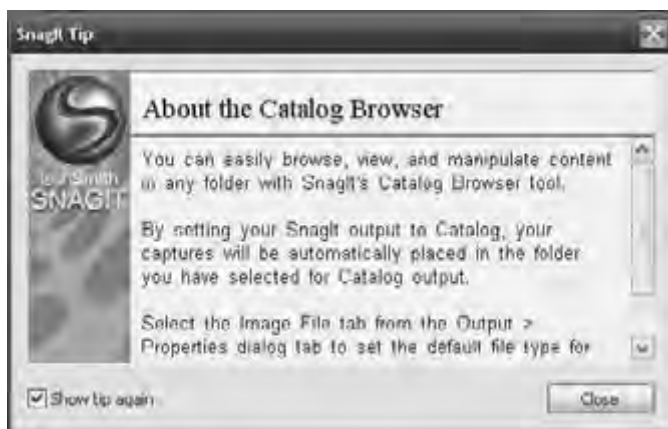 SnagIt Tip
TechSmith
SNAGIT
About the Catalog Browser
You can easily browse, view, and manipulate content
in any folder with SnagIt's Catalog Browser tool.
By setting your SnagIt output to Catalog, your
captures will be automatically placed in the folder
you have selected for Catalog output.
Select the Image File tab from the Output >
Properties dialog tab to set the default file type for
Show tip again
Close